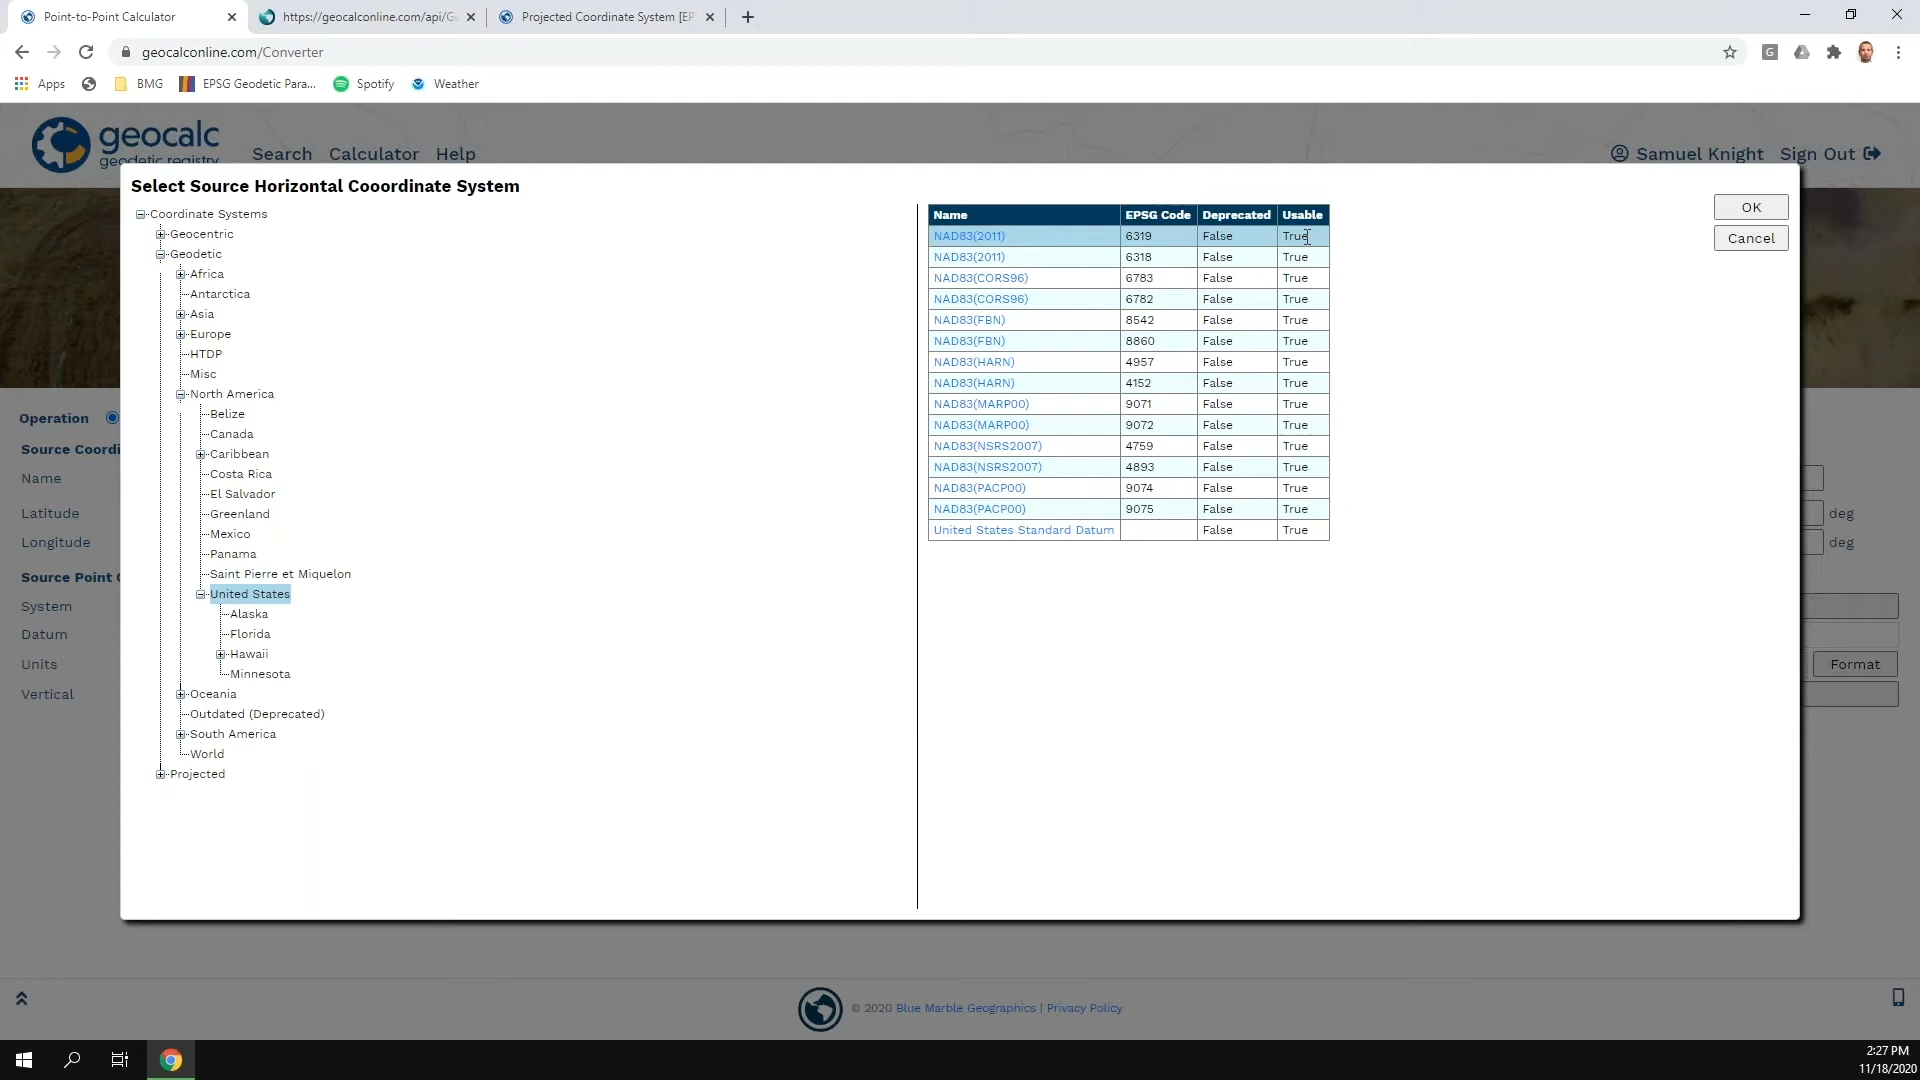 Point-to-Point Calculator
https://geocalconline.com/api/G
Projected Coordinate System [EP
geocalconline.com/Converter
G
Apps
BMG
EPSG Geodetic Para...
Spotify
Weather
geocalc
geodetic registry
Search
Calculator
Help
Samuel Knight
Sign Out
Select Source Horizontal Cooordinate System
Coordinate Systems
Geocentric
Geodetic
Africa
Antarctica
Asia
Europe
HTDP
Misc
North America
Belize
Canada
Caribbean
Costa Rica
El Salvador
Greenland
Mexico
Panama
Saint Pierre et Miquelon
United States
Alaska
Florida
Hawaii
Minnesota
Oceania
Outdated (Deprecated)
South America
World
Projected
Name EPSG Code Deprecated Usable
NAD83(2011) 6319 False True
NAD83(2011) 6318 False True
NAD83(CORS96) 6783 False True
NAD83(CORS96) 6782 False True
NAD83(FBN) 8542 False True
NAD83(FBN) 8860 False True
NAD83(HARN) 4957 False True
NAD83(HARN) 4152 False True
NAD83(MARP00) 9071 False True
NAD83(MARP00) 9072 False True
NAD83(NSRS2007) 4759 False True
NAD83(NSRS2007) 4893 False True
NAD83(PACP00) 9074 False True
NAD83(PACP00) 9075 False True
United States Standard Datum False True
OK
Cancel
Operation
Source Coordi
Name
Latitude
deg
Longitude
deg
Source Point
System
Datum
Units
Format
Vertical
© 2020 Blue Marble Geographics | Privacy Policy
2:27 PM
11/18/2020